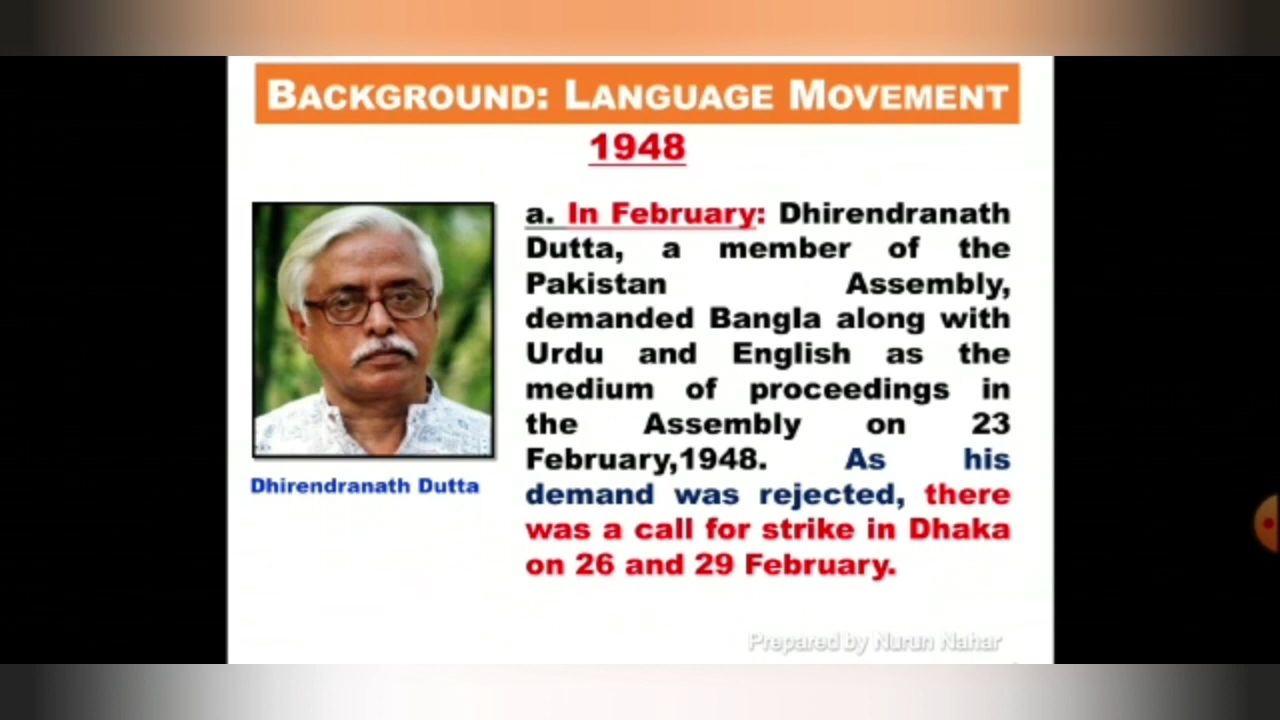 BACKGROUND: LANGUAGE MOVEMENT
1948
a. In February: Dhirendranath
Dutta, a member of the
Pakistan Assembly,
demanded Bangla along with
Urdu and English as the
medium of proceedings in
the Assembly on 23
February,1948. As his
demand was rejected, there
was a call for strike in Dhaka
on 26 and 29 February.
Dhirendranath Dutta
Prepared by Nurun Nahar